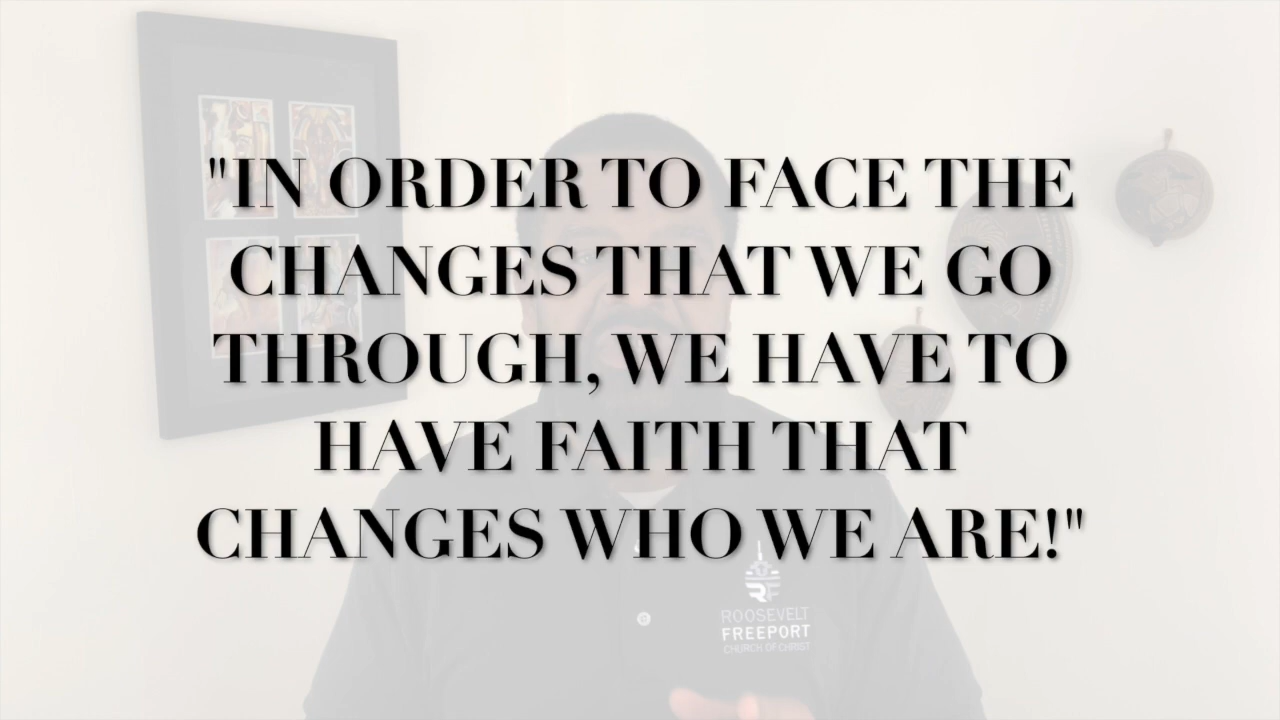 "IN ORDER TO FACE THE
CHANGES THAT WE GO
THROUGH, WE HAVE TO
HAVE FAITH THAT
CHANGES WHO WE ARE!"
RF
ROOSEVELT
FREEPORT
CHURCH OF CHRIST